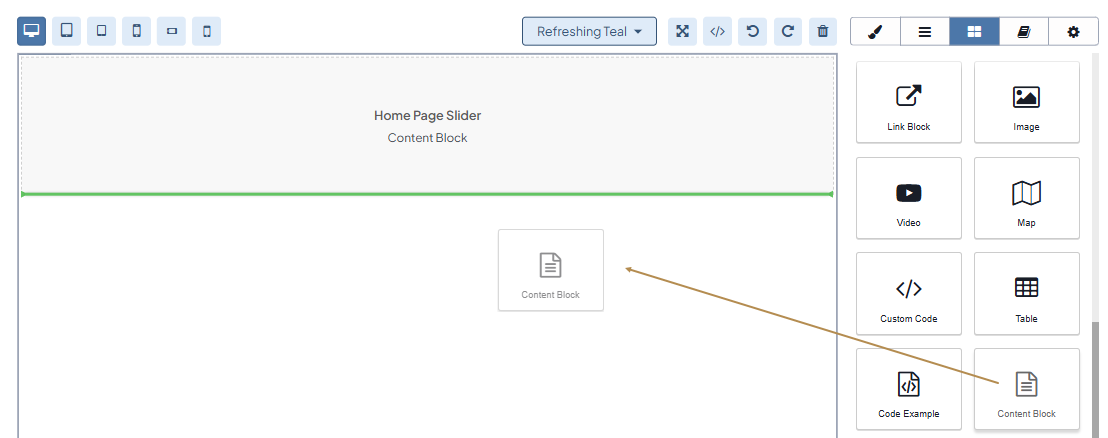 Refreshing Teal
Home Page Slider
Content Block
Content Block
Link Block
Image
Video
Map
Custom Code
Table
Code Example
Content Block